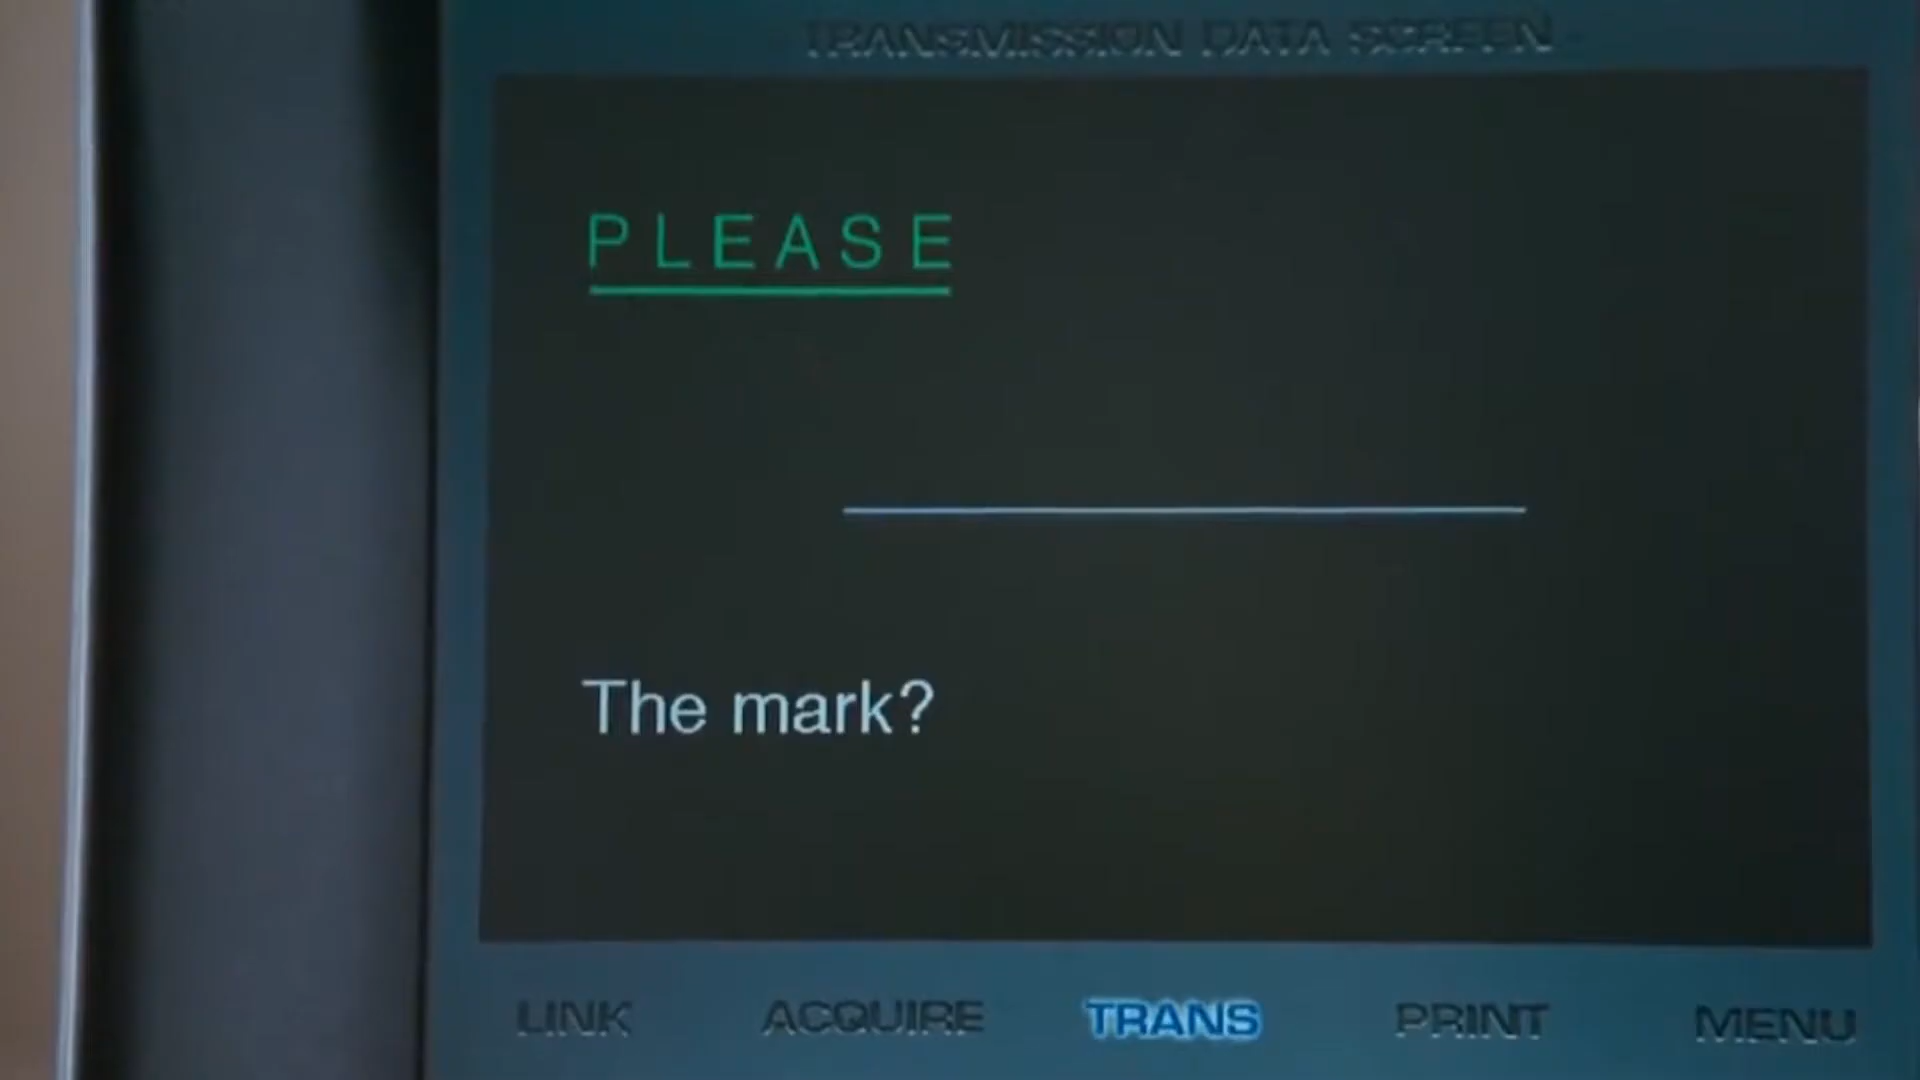 TRANSMISSION DATA SCREEN
PLEASE
The mark?
LINK ACQUIRE TRANS PRINT MENU